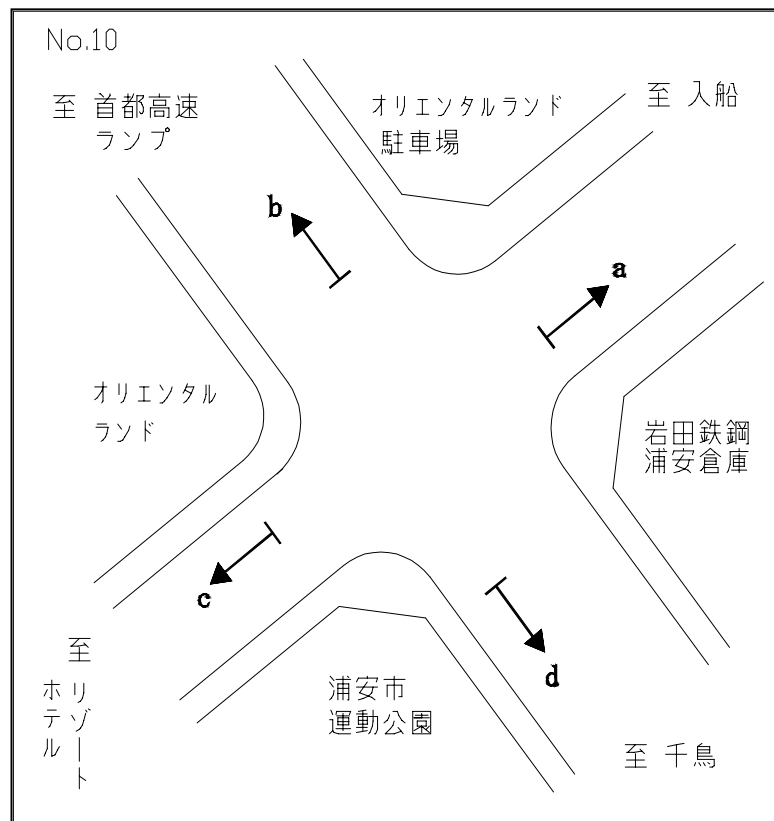 No.10
至 首都高速
ランプ
オリエンタルランド
駐車場
至 入船
b
a
オリエンタル
ランド
岩田鉄鋼
浦安倉庫
c
d
至 リゾート
ホテル
浦安市
運動公園
至 千鳥